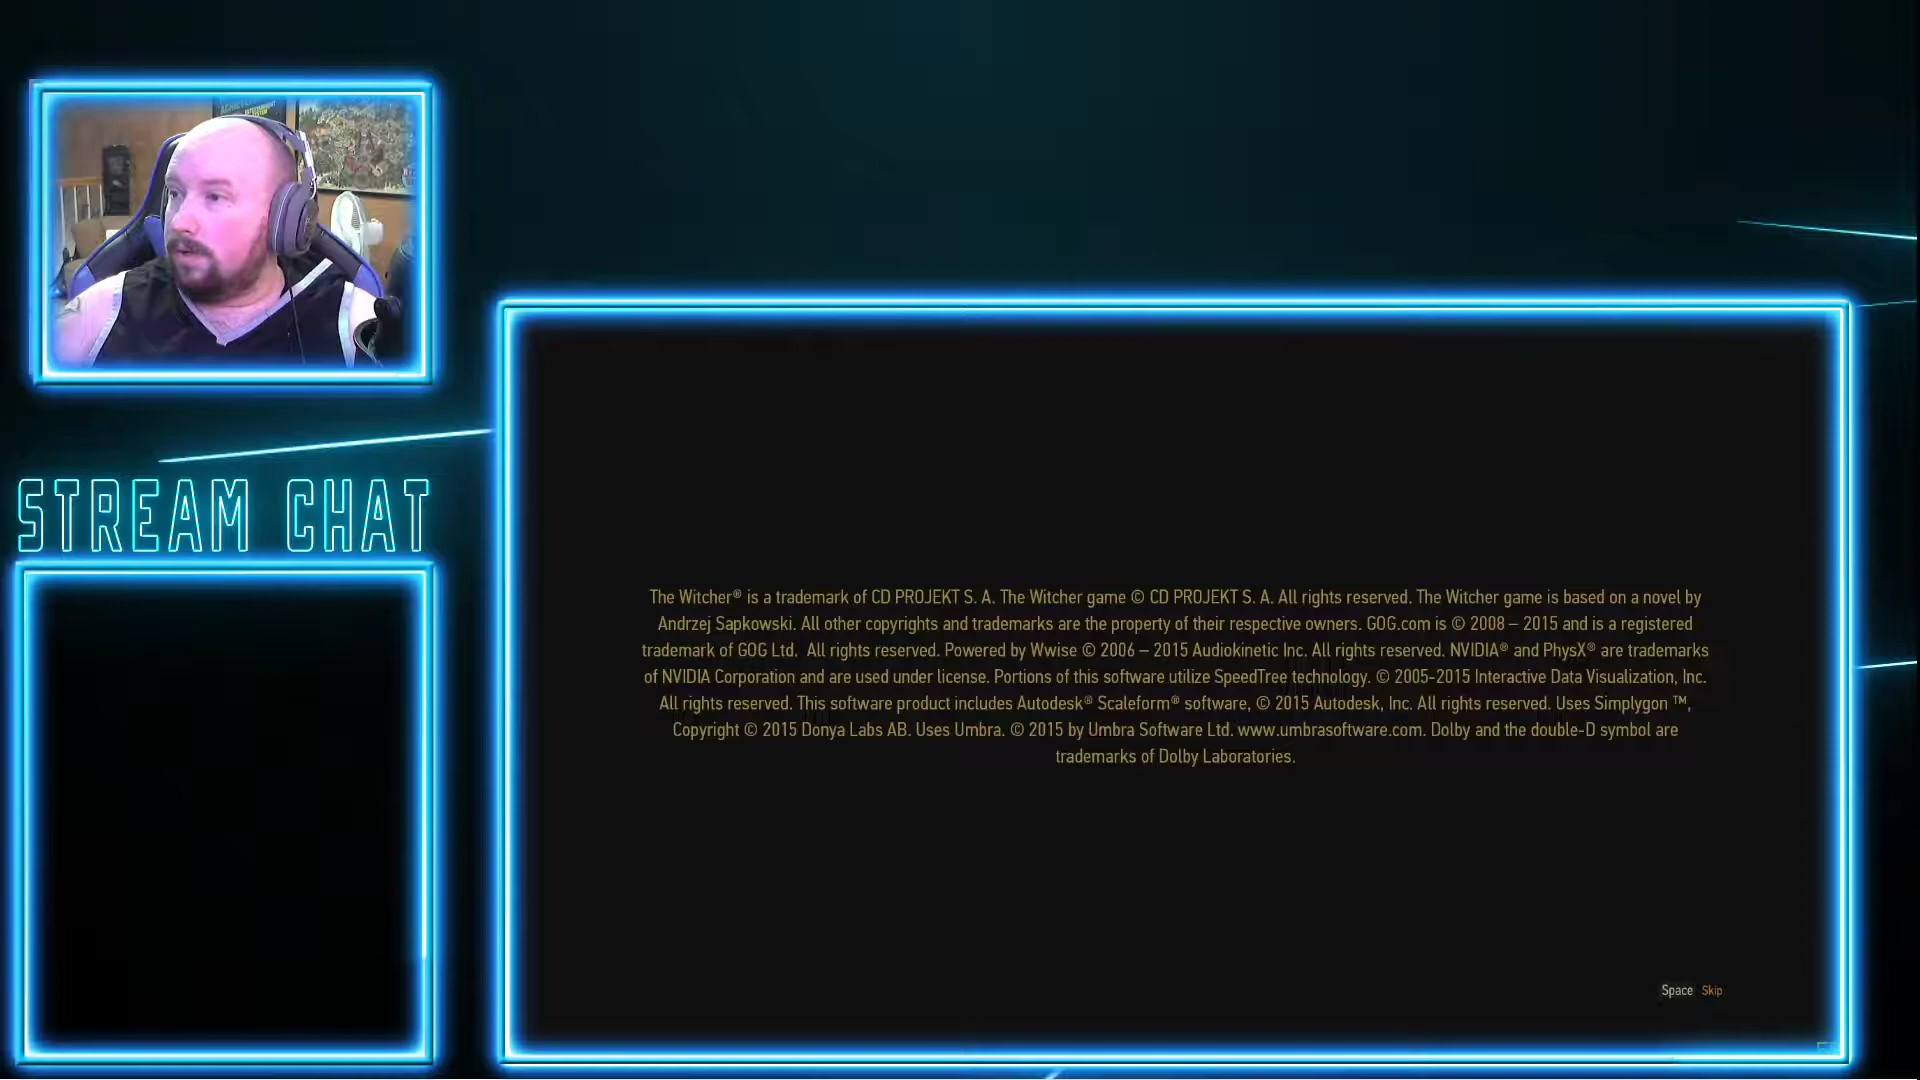 STREAM CHAT
The Witcher® is a trademark of CD PROJEKT S. A. The Witcher game © CD PROJEKT S. A. All rights reserved. The Witcher game is based on a novel by
Andrzej Sapkowski. All other copyrights and trademarks are the property of their respective owners. GOG.com is © 2008 – 2015 and is a registered
trademark of GOG Ltd.  All rights reserved. Powered by Wwise © 2006 – 2015 Audiokinetic Inc. All rights reserved. NVIDIA® and PhysX® are trademarks
of NVIDIA Corporation and are used under license. Portions of this software utilize SpeedTree technology. © 2005-2015 Interactive Data Visualization, Inc.
All rights reserved. This software product includes Autodesk® Scaleform® software, © 2015 Autodesk, Inc. All rights reserved. Uses Simplygon ™,
Copyright © 2015 Donya Labs AB. Uses Umbra. © 2015 by Umbra Software Ltd. www.umbrasoftware.com. Dolby and the double-D symbol are
trademarks of Dolby Laboratories.
Space Skip